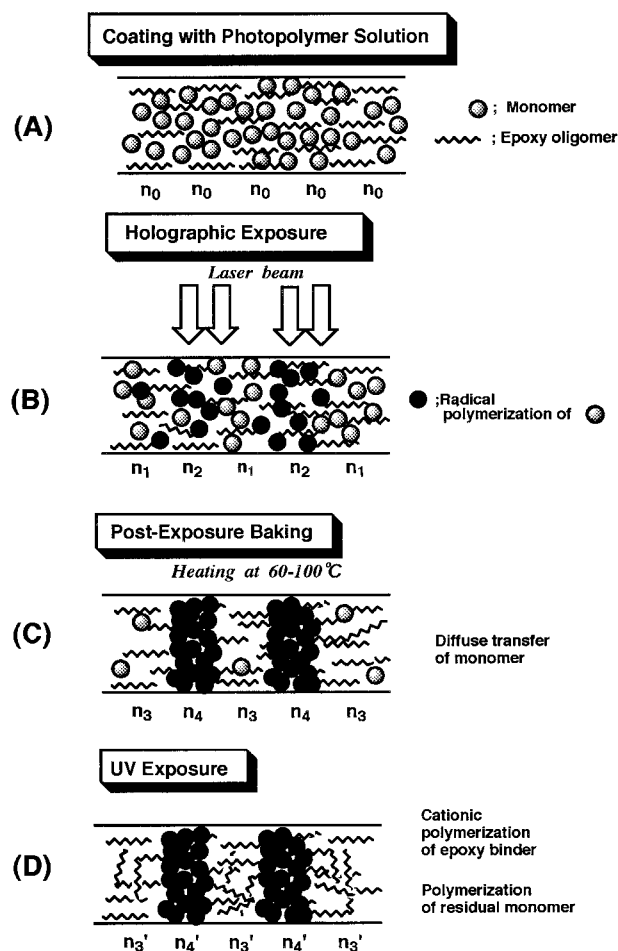 Coating with Photopolymer Solution
(A)
; Monomer
; Epoxy oligomer
n0 n0 n0 n0 n0
Holographic Exposure
Laser beam
(B)
;Radical
polymerization of
n1 n2 n1 n2 n1
Post-Exposure Baking
Heating at 60-100℃
(C)
Diffuse transfer
of monomer
n3 n4 n3 n4 n3
UV Exposure
(D)
Cationic
polymerization
of epoxy binder
Polymerization
of residual monomer
n3' n4' n3' n4' n3'